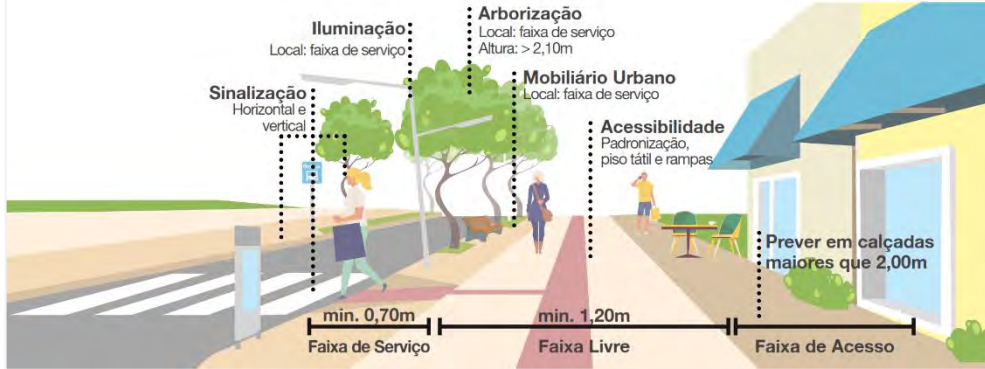 Iluminação
Local: faixa de serviço
Arborização
Local: faixa de serviço
Altura: > 2,10m
Sinalização
Horizontal e
vertical
Mobiliário Urbano
Local: faixa de serviço
Acessibilidade
Padronização,
piso tátil e rampas
Prever em calçadas
maiores que 2,00m
min. 0,70m
Faixa de Serviço
min. 1,20m
Faixa Livre
Faixa de Acesso